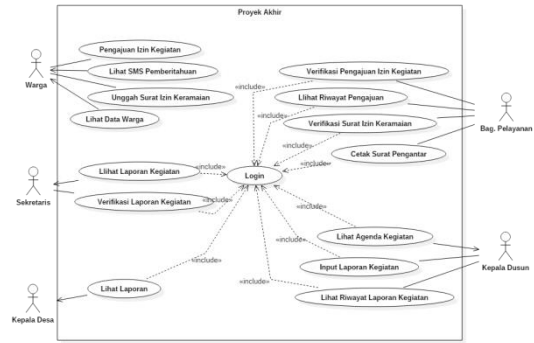 Proyek Akhir
Pengajuan Izin Kegiatan
Lihat SMS Pemberitahuan
Unggah Surat Izin Keramaian
Lihat Data Warga
Warga
Verifikasi Pengajuan Izin Kegiatan
Llihat Riwayat Pengajuan
Verifikasi Surat Izin Keramaian
Cetak Surat Pengantar
Bag. Pelayanan
«include»
«include»
«include»
«include»
Llihat Laporan Kegiatan
«include»
Login
Verifikasi Laporan Kegiatan
«include»
Sekretaris
«include»
Lihat Agenda Kegiatan
«include»
Input Laporan Kegiatan
Kepala Dusun
«include»
Lihat Laporan
«include»
Lihat Riwayat Laporan Kegiatan
Kepala Desa